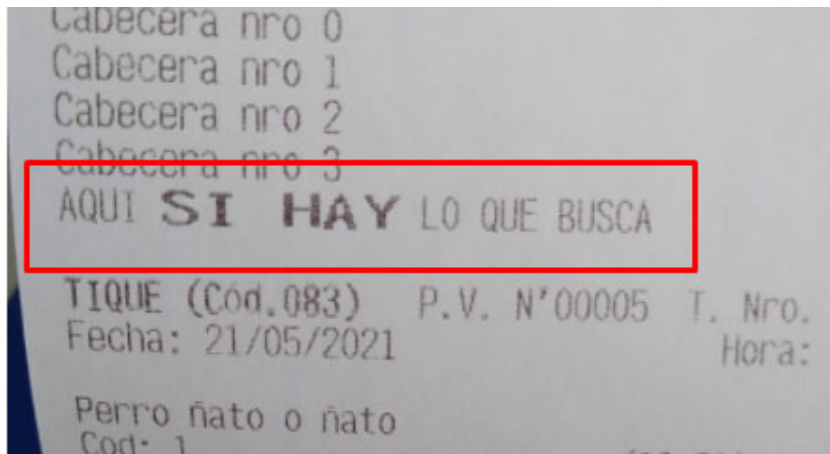 Cabecera nro 0
Cabecera nro 1
Cabecera nro 2
Cabecera nro 3
AQUI SI HAY LO QUE BUSCA
TIQUE (Cód.083) P.V. N'00005 T. Nro.
Fecha: 21/05/2021 Hora:
Perro ñato o ñato
Cod: 1